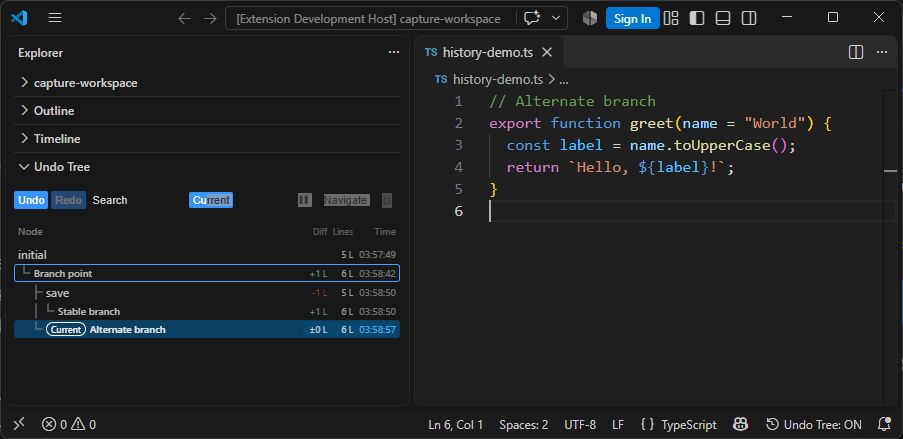 [Extension Development Host] capture-workspace
Sign In
Explorer
capture-workspace
Outline
Timeline
Undo Tree
Undo Redo Search Current Navigate
Node Diff Lines Time
initial 5 L 03:57:49
Branch point +1 L 6 L 03:58:42
save -1 L 5 L 03:58:50
Stable branch +1 L 6 L 03:58:50
Current Alternate branch ±0 L 6 L 03:58:57
TS history-demo.ts
TS history-demo.ts > ...
1 // Alternate branch
2 export function greet(name = "World") {
3 const label = name.toUpperCase();
4 return `Hello, ${label}!`;
5 }
6
0 0 Ln 6, Col 1 Spaces: 2 UTF-8 LF { } TypeScript Undo Tree: ON